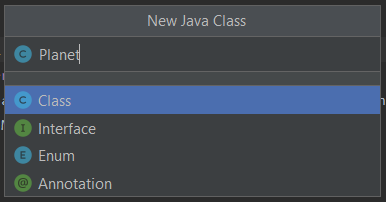 New Java Class
C Planet
C Class
I Interface
E Enum
@ Annotation